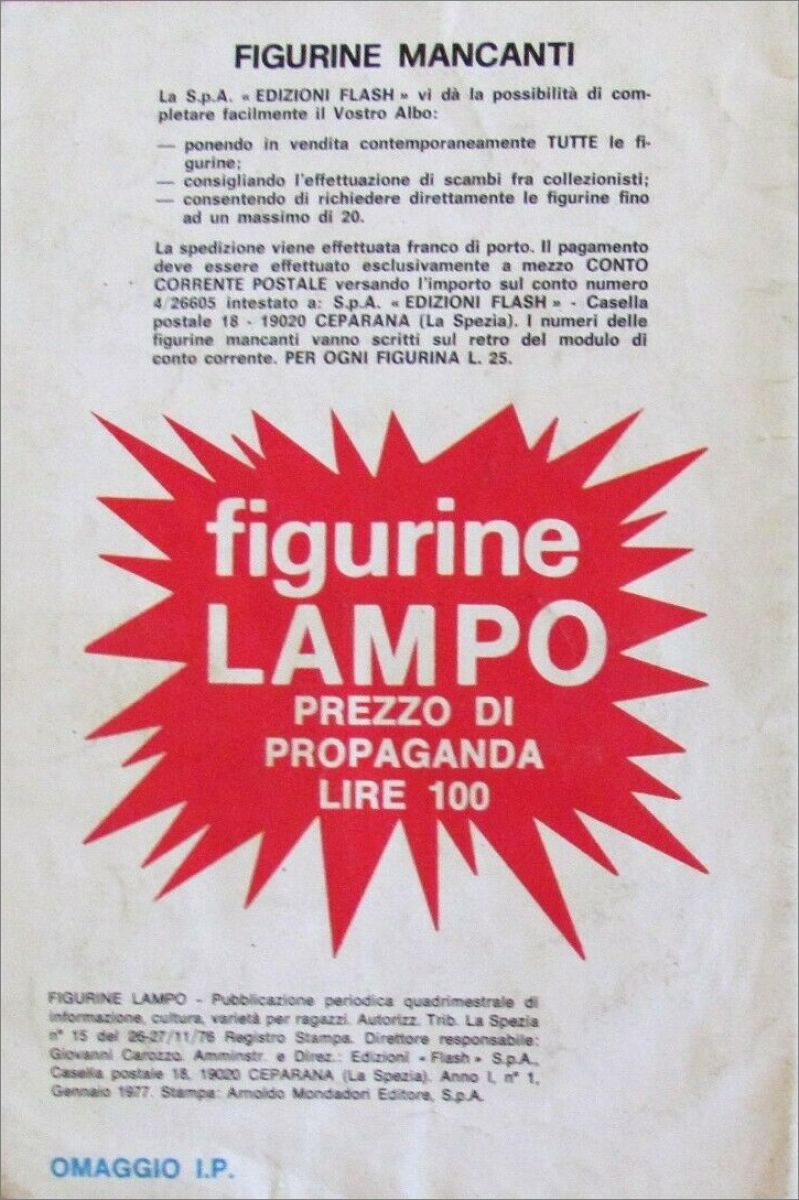 FIGURINE MANCANTI
La S.p.A. « EDIZIONI FLASH » vi dà la possibilità di com-
pletare facilmente il Vostro Albo:
— ponendo in vendita contemporaneamente TUTTE le fi-
gurine;
— consigliando l'effettuazione di scambi fra collezionisti;
— consentendo di richiedere direttamente le figurine fino
ad un massimo di 20.
La spedizione viene effettuata franco di porto. Il pagamento
deve essere effettuato esclusivamente a mezzo CONTO
CORRENTE POSTALE versando l'importo sul conto numero
4/26605 intestato a: S.p.A. « EDIZIONI FLASH » - Casella
postale 18 - 19020 CEPARANA (La Spezia). I numeri delle
figurine mancanti vanno scritti sul retro del modulo di
conto corrente. PER OGNI FIGURINA L. 25.
figurine
LAMPO
PREZZO DI
PROPAGANDA
LIRE 100
FIGURINE LAMPO - Pubblicazione periodica quadrimestrale di
informazione, cultura, varietà per ragazzi. Autorizz. Trib. La Spezia
n° 15 del 26-27/11/76 Registro Stampa. Direttore responsabile:
Giovanni Carozzo. Amminstr. e Direz.: Edizioni «Flash» S.p.A.,
Casella postale 18, 19020 CEPARANA (La Spezia). Anno I, n° 1,
Gennaio 1977. Stampa: Arnoldo Mondadori Editore, S.p.A.
OMAGGIO I.P.